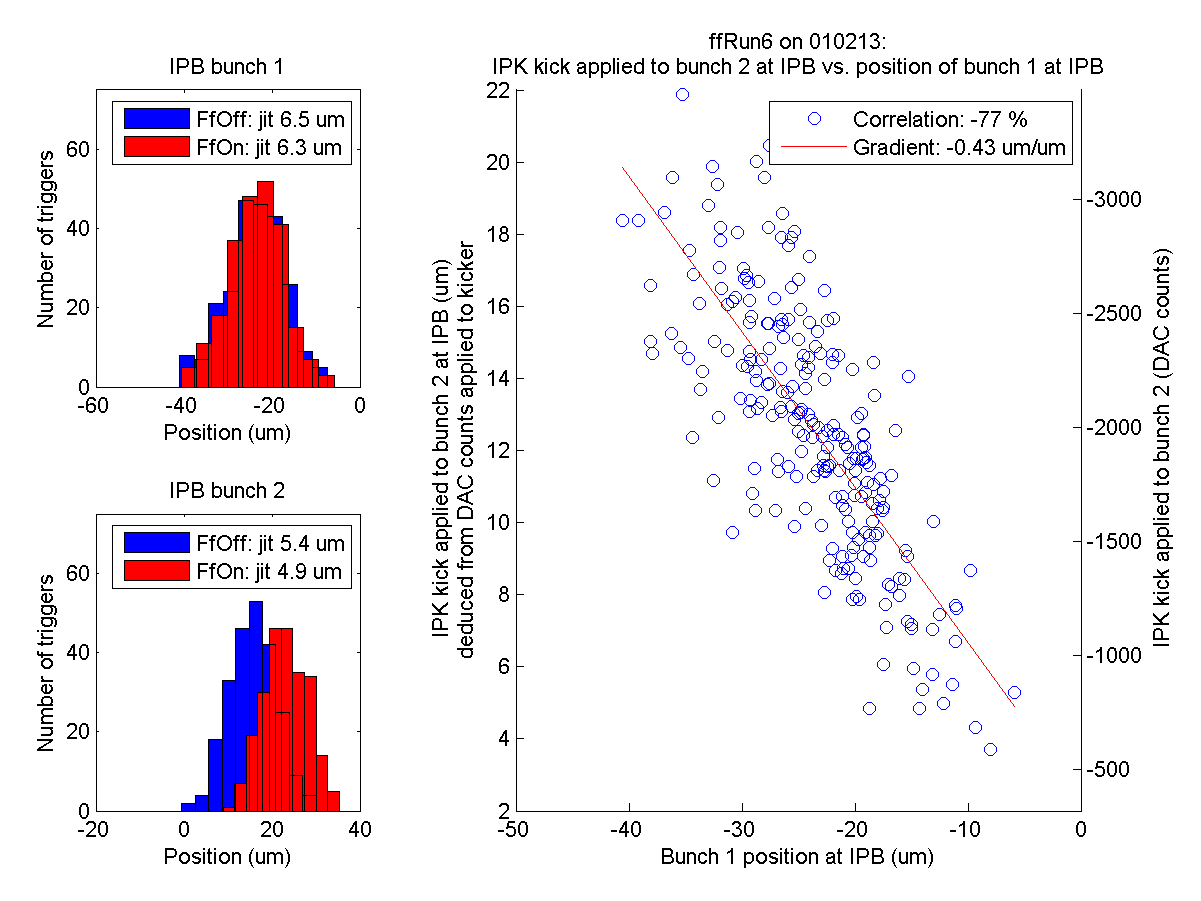 IPB bunch 1
FfOff: jit 6.5 um
FfOn: jit 6.3 um
Number of triggers
60
40
20
0
-60
-40
-20
0
Position (um)
IPB bunch 2
FfOff: jit 5.4 um
FfOn: jit 4.9 um
Number of triggers
60
40
20
0
-20
0
20
40
Position (um)
ffRun6 on 010213:
IPK kick applied to bunch 2 at IPB vs. position of bunch 1 at IPB
Correlation: -77 %
Gradient: -0.43 um/um
IPK kick applied to bunch 2 at IPB (um)
deduced from DAC counts applied to kicker
22
20
18
16
14
12
10
8
6
4
2
-50
-40
-30
-20
-10
0
Bunch 1 position at IPB (um)
-3000
-2500
-2000
-1500
-1000
-500
IPK kick applied to bunch 2 (DAC counts)